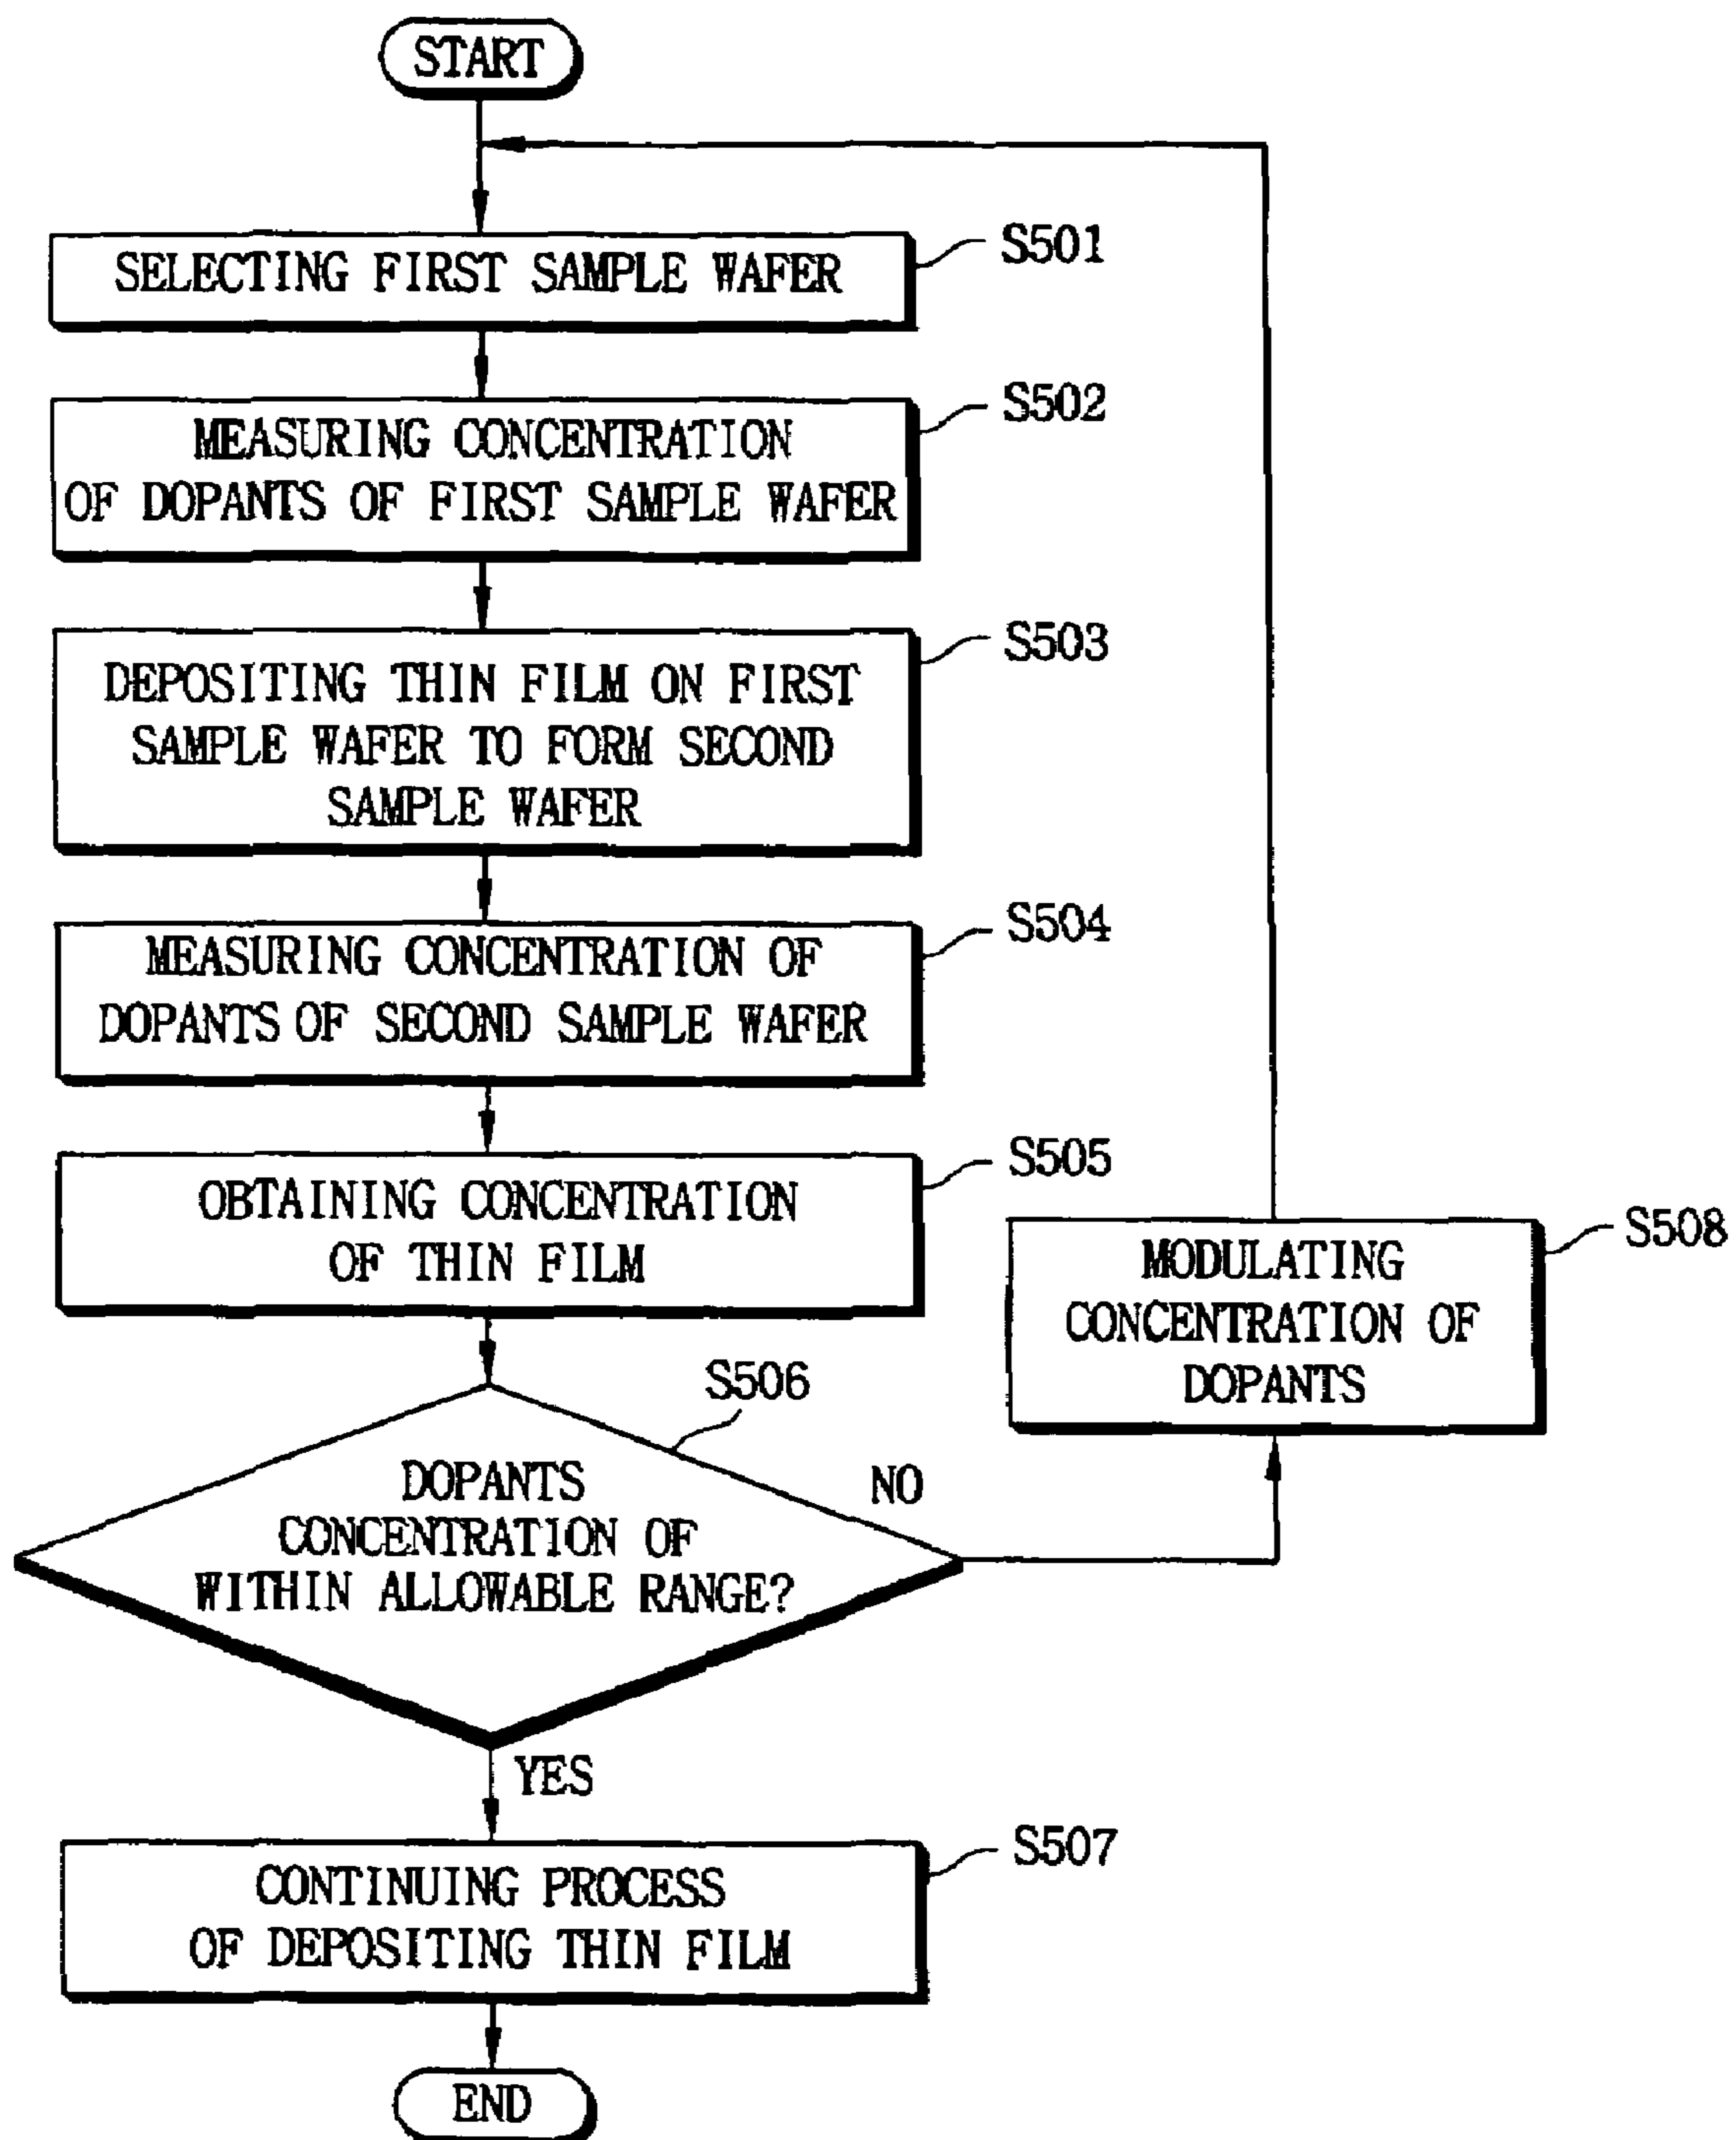 START
SELECTING FIRST SAMPLE WAFER
S501
MEASURING CONCENTRATION
OF DOPANTS OF FIRST SAMPLE WAFER
S502
DEPOSITING THIN FILM ON FIRST
SAMPLE WAFER TO FORM SECOND
SAMPLE WAFER
S503
MEASURING CONCENTRATION OF
DOPANTS OF SECOND SAMPLE WAFER
S504
OBTAINING CONCENTRATION
OF THIN FILM
S505
DOPANTS
CONCENTRATION OF
WITHIN ALLOWABLE RANGE?
S506
NO
MODULATING
CONCENTRATION OF
DOPANTS
S508
YES
CONTINUING PROCESS
OF DEPOSITING THIN FILM
S507
END